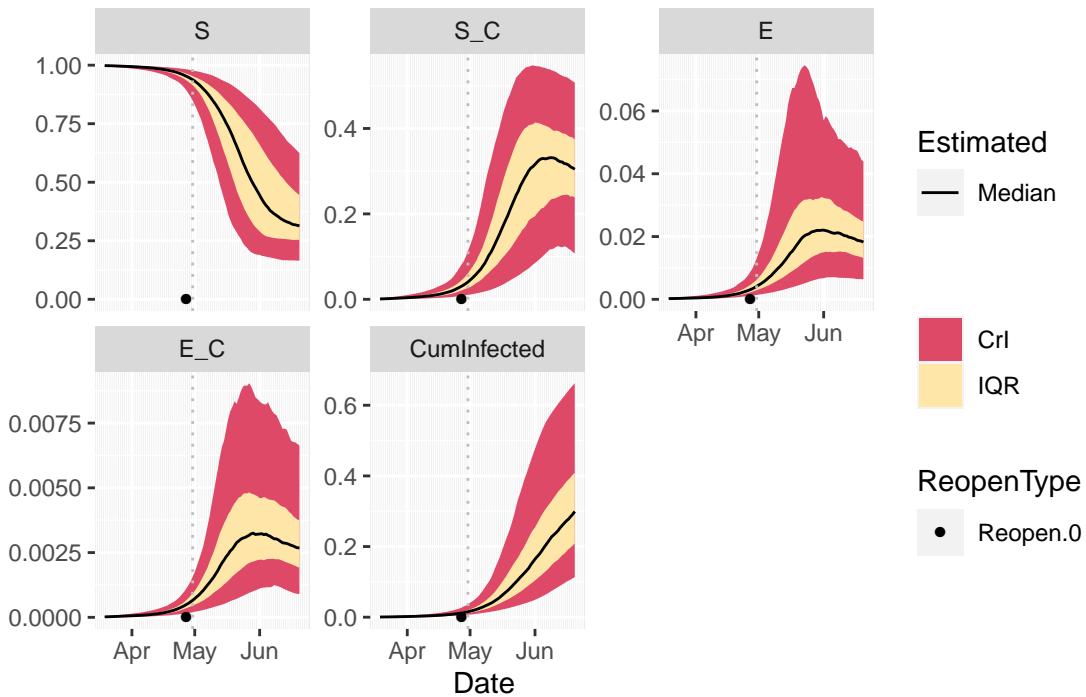 S
S_C
E
1.00
0.75
0.50
0.25
0.00
0.4
0.2
0.0
0.06
0.04
0.02
0.00
Apr May Jun
E_C
CumInfected
0.0075
0.0050
0.0025
0.0000
0.6
0.4
0.2
0.0
Apr May Jun
Apr May Jun
Date
Estimated
Median
CrI
IQR
ReopenType
Reopen.0